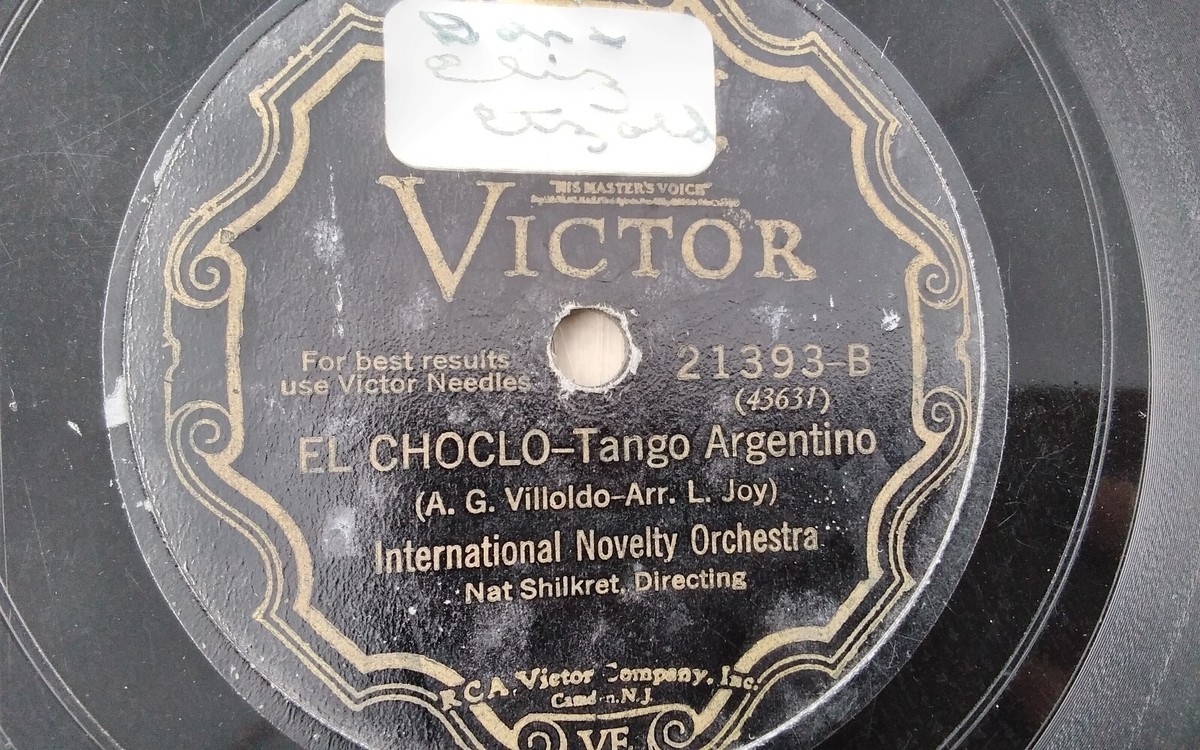 "HIS MASTER'S VOICE"
VICTOR
For best results
use Victor Needles
21393-B
(43631)
EL CHOCLO–Tango Argentino
(A. G. Villoldo–Arr. L. Joy)
International Novelty Orchestra
Nat Shilkret, Directing
RCA Victor Company, Inc.
Camden, N.J.
VE